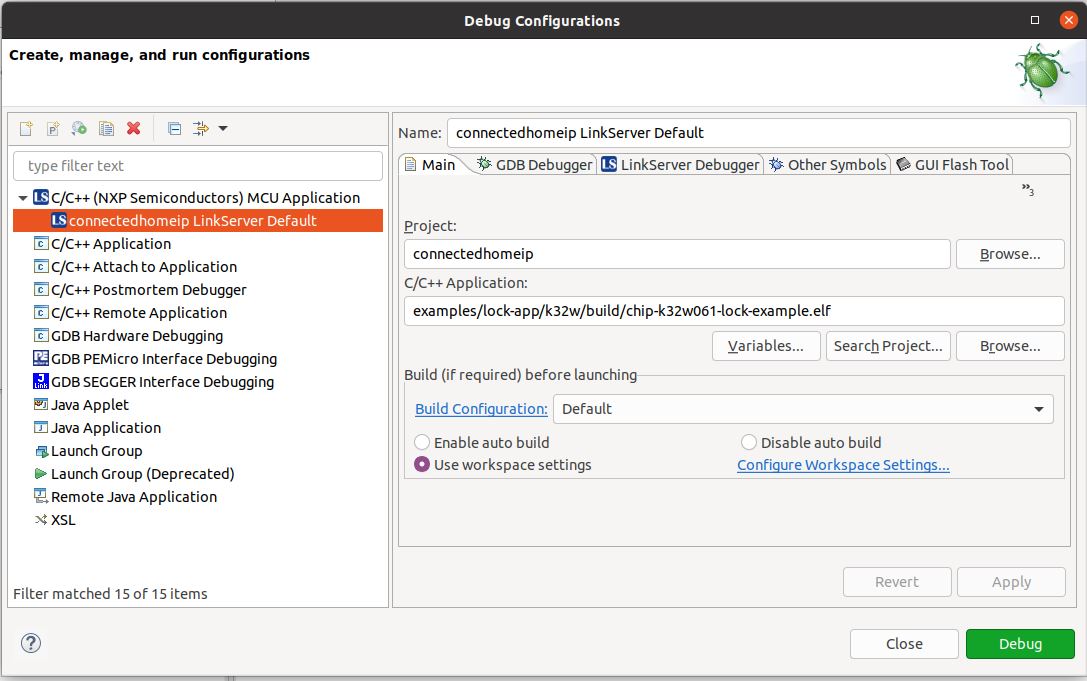 Debug Configurations
Create, manage, and run configurations
Name: connectedhomeip LinkServer Default
type filter text
Main GDB Debugger LS LinkServer Debugger Other Symbols GUI Flash Tool
»3
LS C/C++ (NXP Semiconductors) MCU Application
LS connectedhomeip LinkServer Default
C/C++ Application
C/C++ Attach to Application
C/C++ Postmortem Debugger
C/C++ Remote Application
GDB Hardware Debugging
GDB PEMicro Interface Debugging
GDB SEGGER Interface Debugging
Java Applet
Java Application
Launch Group
Launch Group (Deprecated)
Remote Java Application
XSL
Filter matched 15 of 15 items
Project:
connectedhomeip Browse...
C/C++ Application:
examples/lock-app/k32w/build/chip-k32w061-lock-example.elf
Variables... Search Project... Browse...
Build (if required) before launching
Build Configuration: Default
Enable auto build Disable auto build
Use workspace settings Configure Workspace Settings...
Revert Apply
? Close Debug